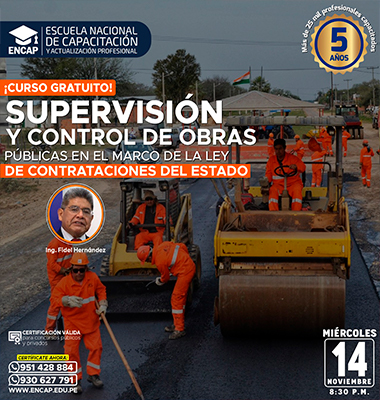 ENCAP
ESCUELA NACIONAL
DE CAPACITACIÓN
Y ACTUALIZACIÓN PROFESIONAL
Más de 25 mil profesionales capacitados
5
AÑOS
¡CURSO GRATUITO!
SUPERVISIÓN
Y CONTROL DE OBRAS
PÚBLICAS EN EL MARCO DE LA LEY
DE CONTRATACIONES DEL ESTADO
Ing. Fidel Hernández
CERTIFICACIÓN VÁLIDA
para concursos públicos
y privados
CERTIFÍCATE AHORA
951 428 884
930 627 791
WWW.ENCAP.EDU.PE
MIÉRCOLES
14
NOVIEMBRE
8:30 P.M.